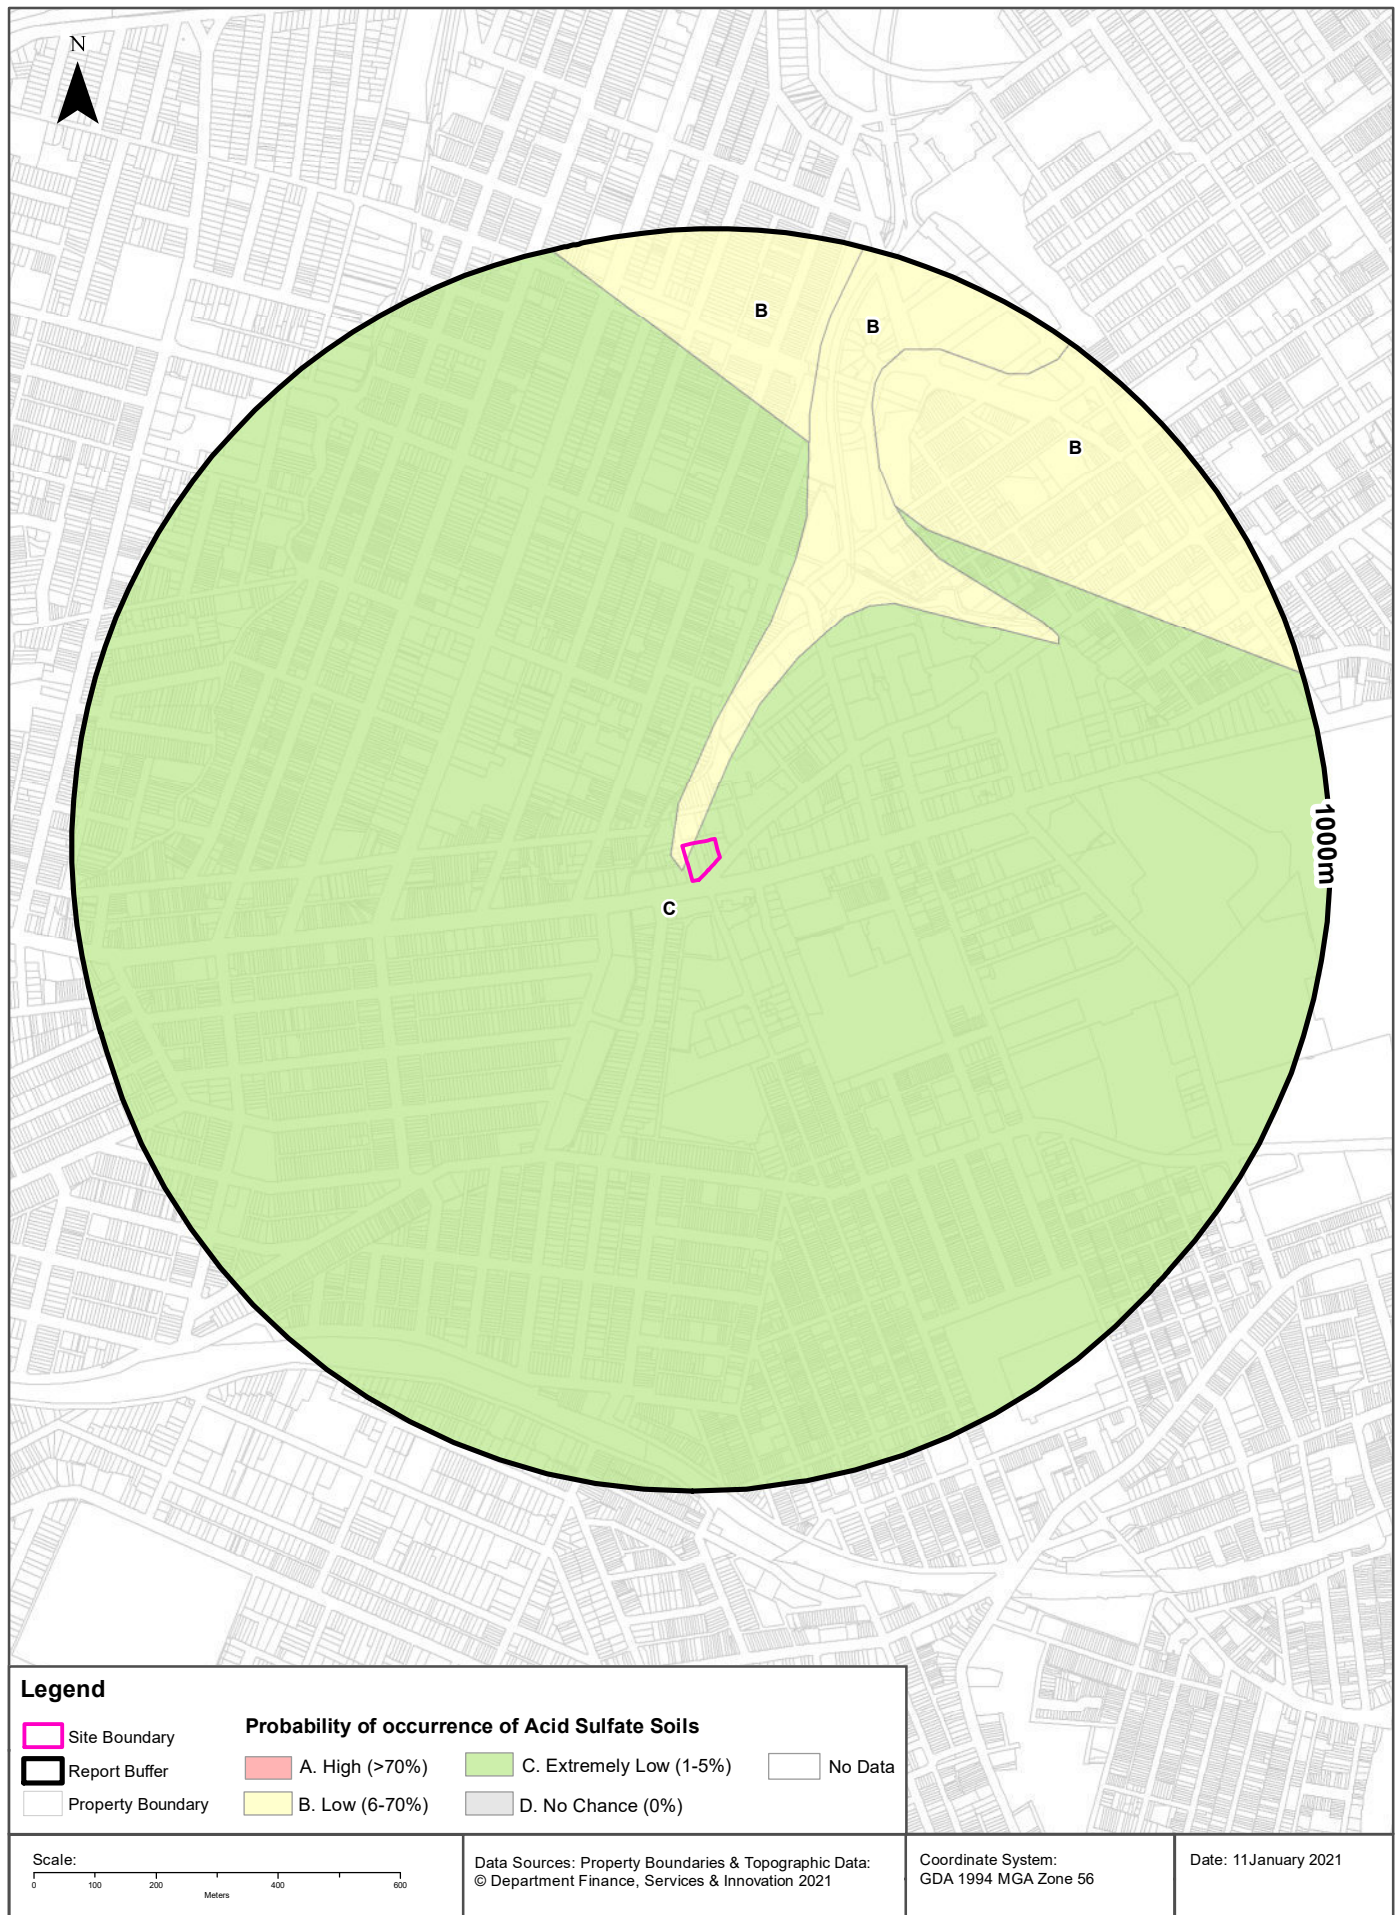 N
B
B
B
1000m
C
Legend
Site Boundary
Report Buffer
Property Boundary
Probability of occurrence of Acid Sulfate Soils
A. High (>70%)
B. Low (6-70%)
C. Extremely Low (1-5%)
D. No Chance (0%)
No Data
Scale:
0 100 200 400 600
Meters
Data Sources: Property Boundaries & Topographic Data:
© Department Finance, Services & Innovation 2021
Coordinate System:
GDA 1994 MGA Zone 56
Date: 11January 2021